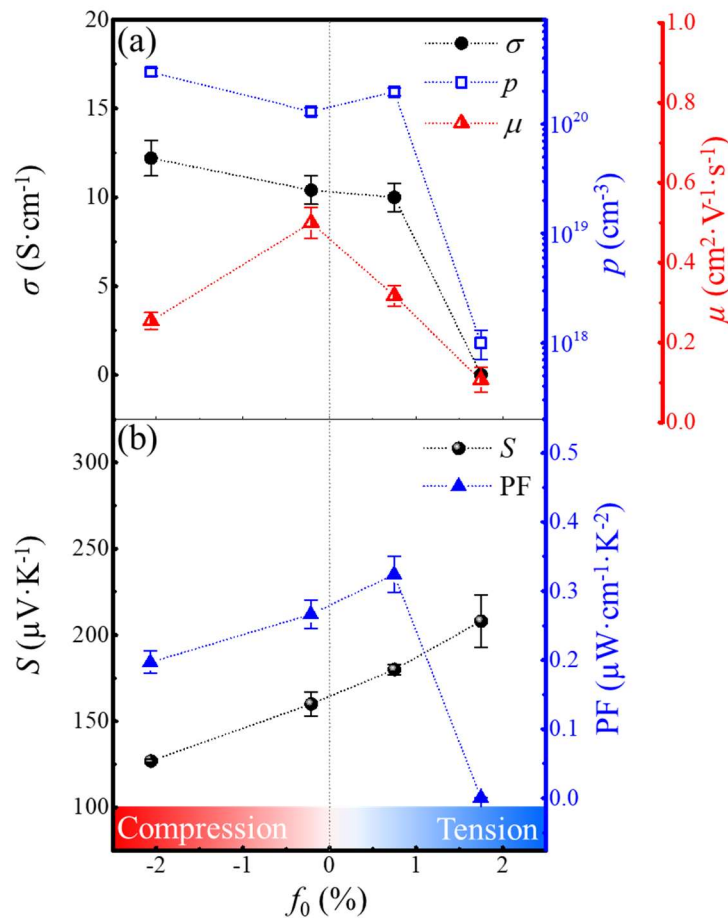 (a)
σ
p
μ
20
15
10
5
0
σ (S·cm⁻¹)
10²⁰
10¹⁹
10¹⁸
p (cm⁻³)
1.0
0.8
0.6
0.4
0.2
0.0
μ (cm²·V⁻¹·s⁻¹)
(b)
S
PF
300
250
200
150
100
S (μV·K⁻¹)
0.5
0.4
0.3
0.2
0.1
0.0
PF (μW·cm⁻¹·K⁻²)
Compression Tension
-2 -1 0 1 2
f₀ (%)